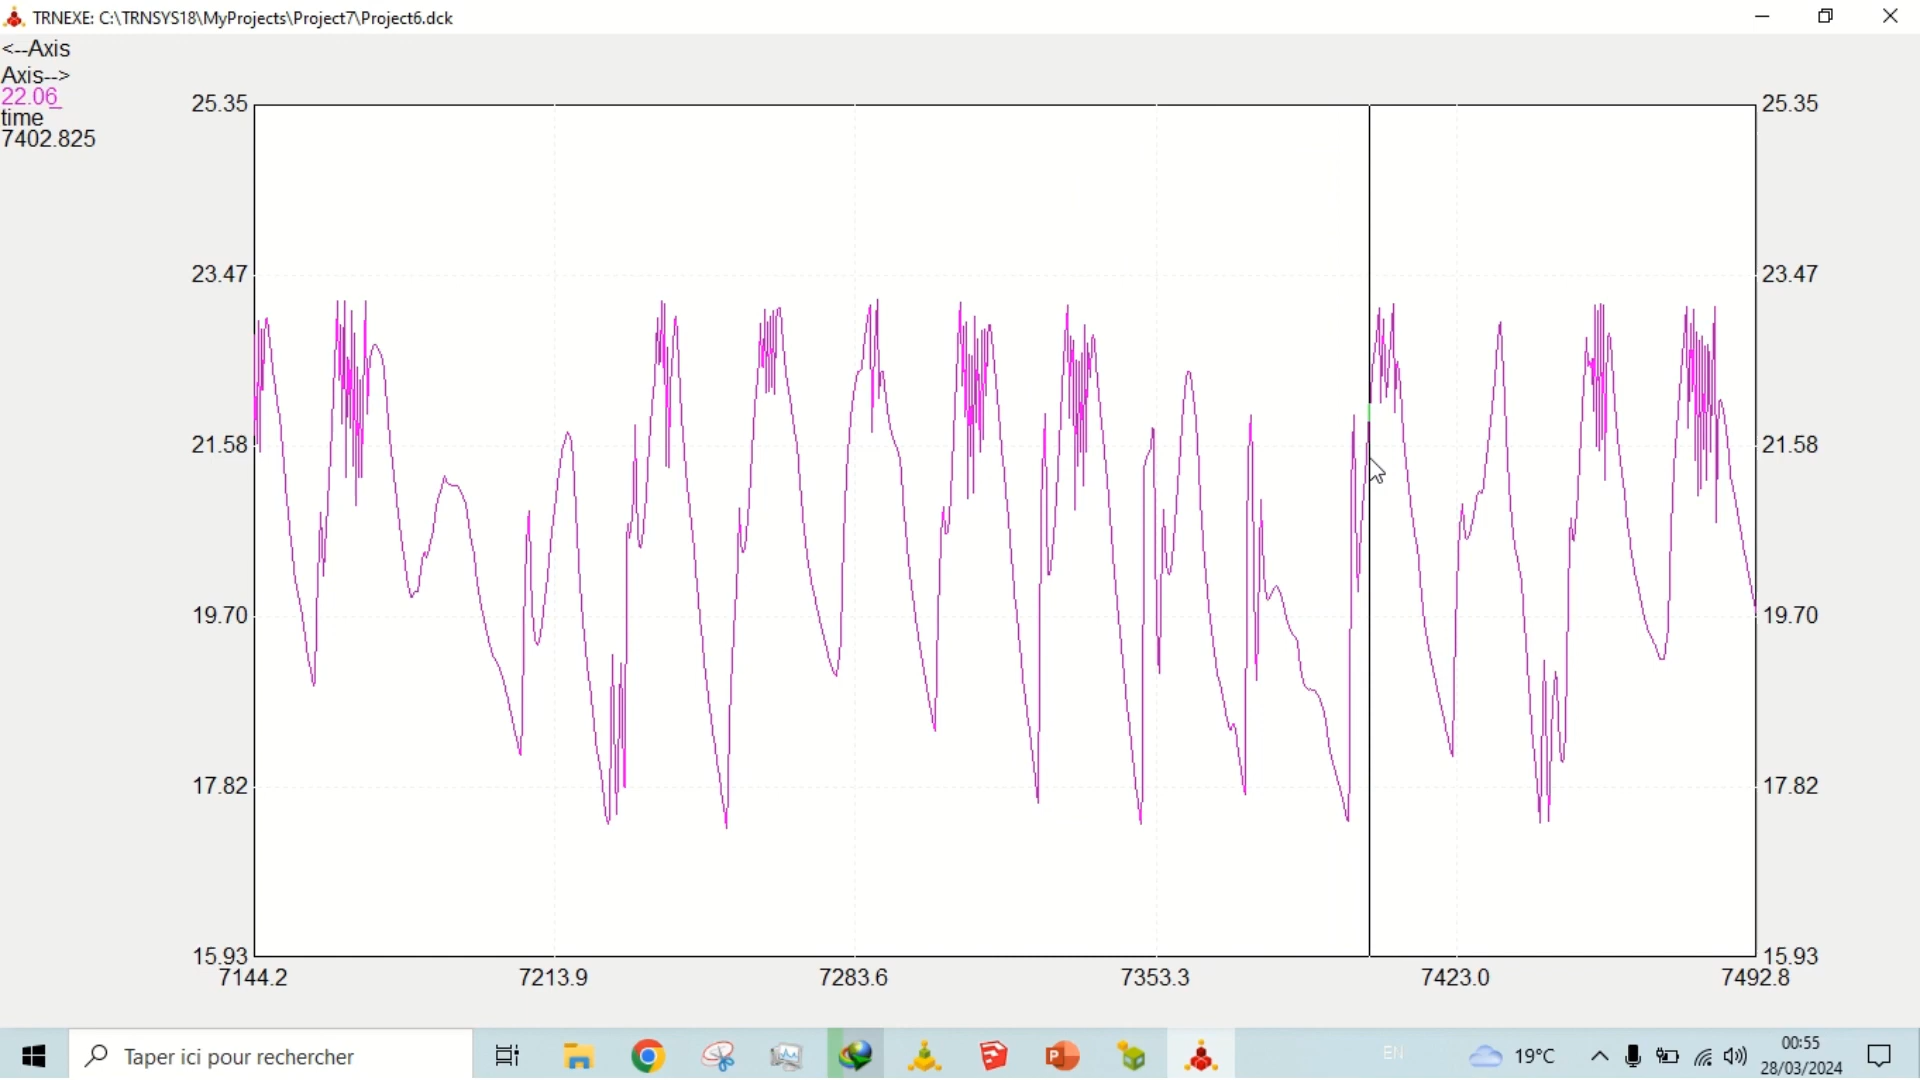 TRNEXE: C:\TRNSYS18\MyProjects\Project7\Project6.dck
<--Axis
Axis-->
22.06
time
7402.825
25.35 25.35
23.47 23.47
21.58 21.58
19.70 19.70
17.82 17.82
15.93 15.93
7144.2 7213.9 7283.6 7353.3 7423.0 7492.8
Taper ici pour rechercher
P
EN
19°C
00:55
28/03/2024